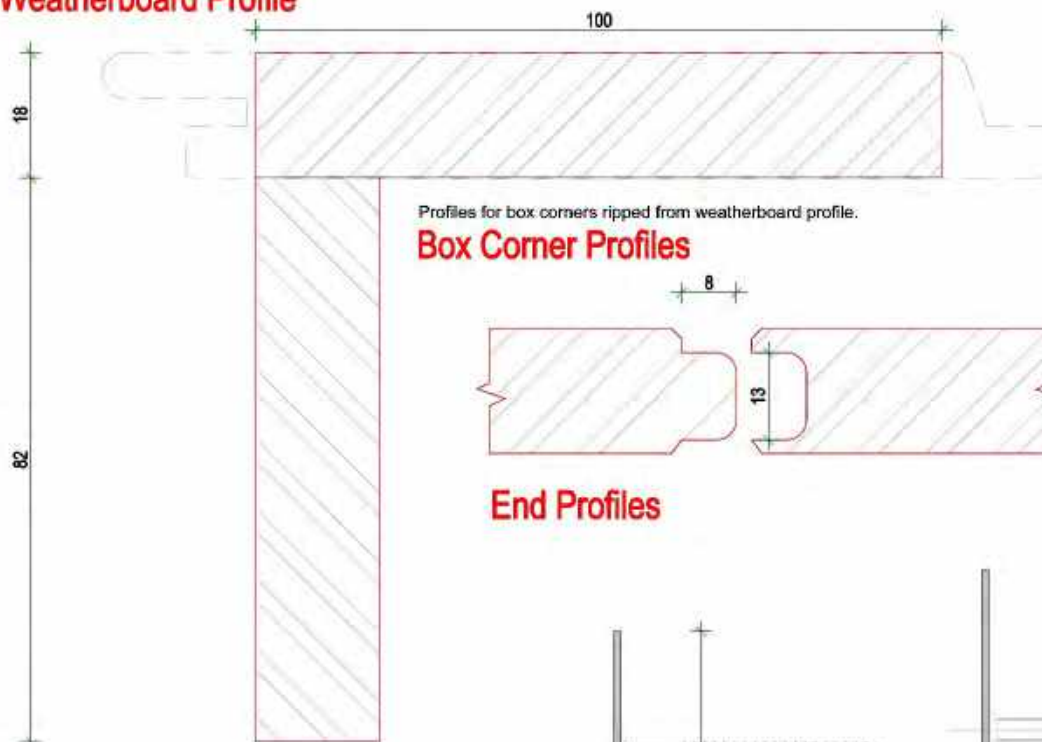 Weatherboard Profile
100
18
Profiles for box corners ripped from weatherboard profile.
Box Corner Profiles
8
13
82
End Profiles